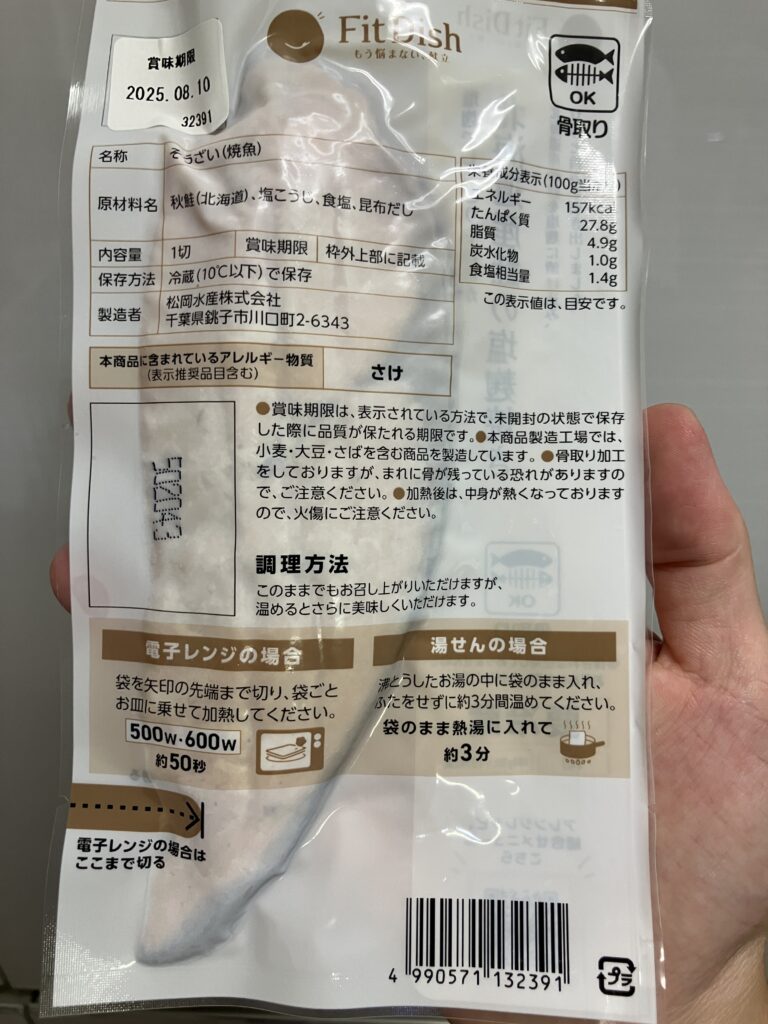 FitDish
もう悩まない、献立
賞味期限
2025.08.10
32391
OK
骨取り
名称 そうざい(焼魚)
原材料名 秋鮭(北海道)、塩こうじ、食塩、昆布だし
内容量 1切 賞味期限 枠外上部に記載
保存方法 冷蔵(10℃以下)で保存
製造者 松岡水産株式会社
千葉県銚子市川口町2-6343
栄養成分表示(100g当たり)
エネルギー 157kcal
たんぱく質 27.8g
脂質 4.9g
炭水化物 1.0g
食塩相当量 1.4g
この表示値は、目安です。
本商品に含まれているアレルギー物質
(表示推奨品目含む)
さけ
●賞味期限は、表示されている方法で、未開封の状態で保存
した際に品質が保たれる期限です。●本商品製造工場では、
小麦・大豆・さばを含む商品を製造しています。●骨取り加工
をしておりますが、まれに骨が残っている恐れがありますの
で、ご注意ください。●加熱後は、中身が熱くなっております
ので、火傷にご注意ください。
調理方法
このままでもお召し上がりいただけますが、
温めるとさらに美味しくいただけます。
電子レンジの場合
袋を矢印の先端まで切り、袋ごと
お皿に乗せて加熱してください。
500W・600W
約50秒
湯せんの場合
沸とうしたお湯の中に袋のまま入れ、
ふたをせずに約3分間温めてください。
袋のまま熱湯に入れて
約3分
電子レンジの場合は
ここまで切る
4 990571 132391
プラ